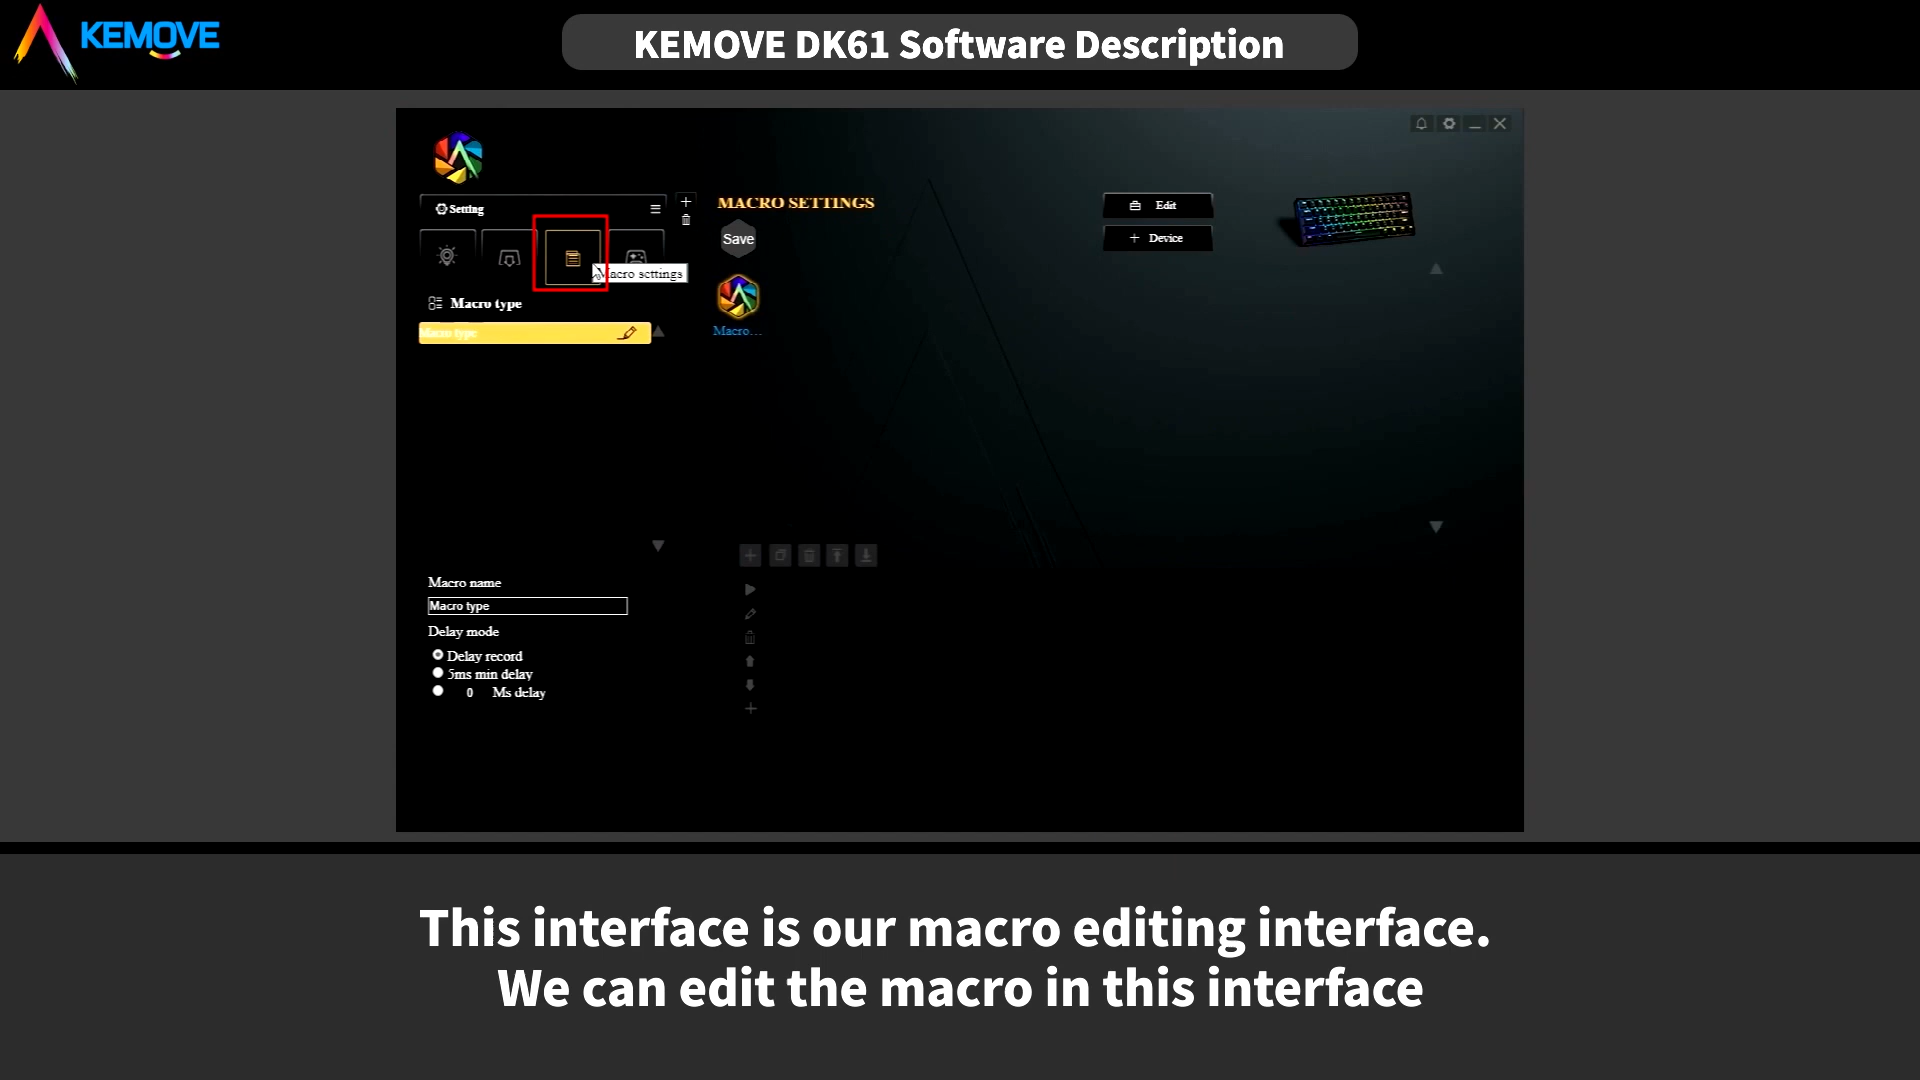 KEMOVE
KEMOVE DK61 Software Description
Setting
MACRO SETTINGS
Save
Edit
Device
Macro settings
Macro type
Macro type
Macro...
Macro name
Macro type
Delay mode
Delay record
5ms min delay
0 Ms delay
This interface is our macro editing interface.
We can edit the macro in this interface